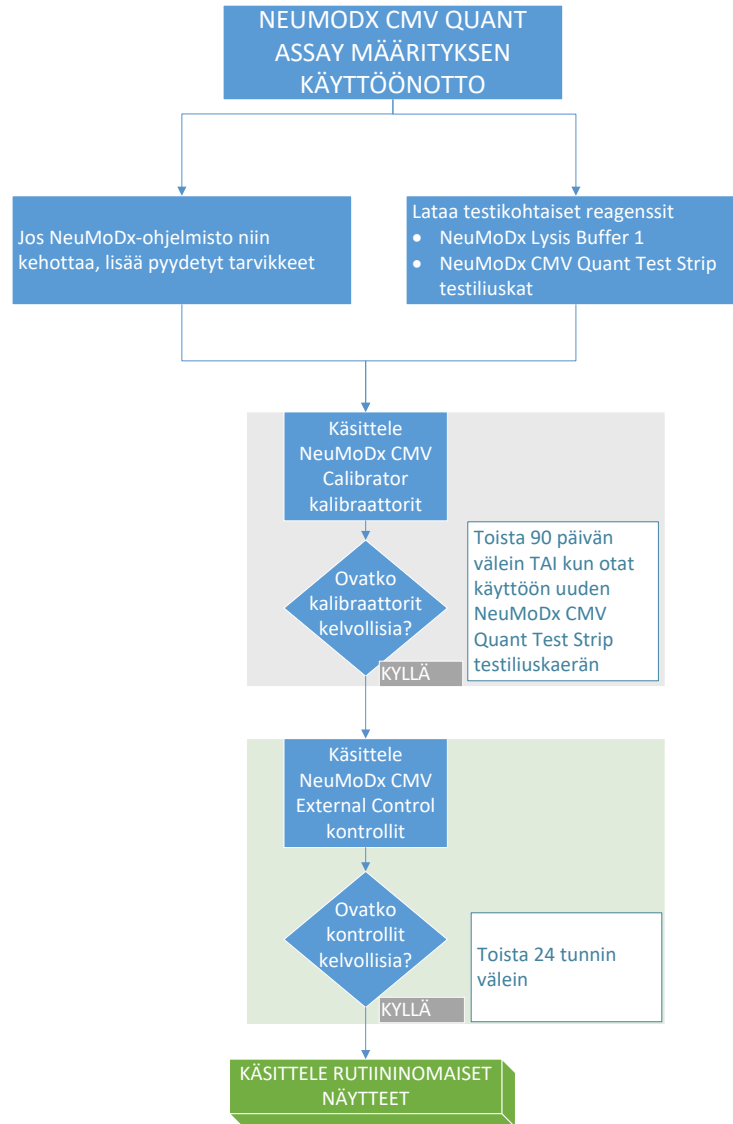 NEUMODX CMV QUANT
ASSAY MÄÄRITYKSEN
KÄYTTÖÖNOTTO
Jos NeuMoDx-ohjelmisto niin
kehottaa, lisää pyydetyt tarvikkeet
Lataa testikohtaiset reagenssit
• NeuMoDx Lysis Buffer 1
• NeuMoDx CMV Quant Test Strip
testiliuskat
Käsittele
NeuMoDx CMV
Calibrator
kalibraattorit
Ovatko
kalibraattorit
kelvollisia?
Toista 90 päivän
välein TAI kun otat
käyttöön uuden
NeuMoDx CMV
Quant Test Strip
testiliuskaerän
KYLLÄ
Käsittele
NeuMoDx CMV
External Control
kontrollit
Ovatko
kontrollit
kelvollisia?
Toista 24 tunnin
välein
KYLLÄ
KÄSITTELE RUTIININOMAISET
NÄYTTEET